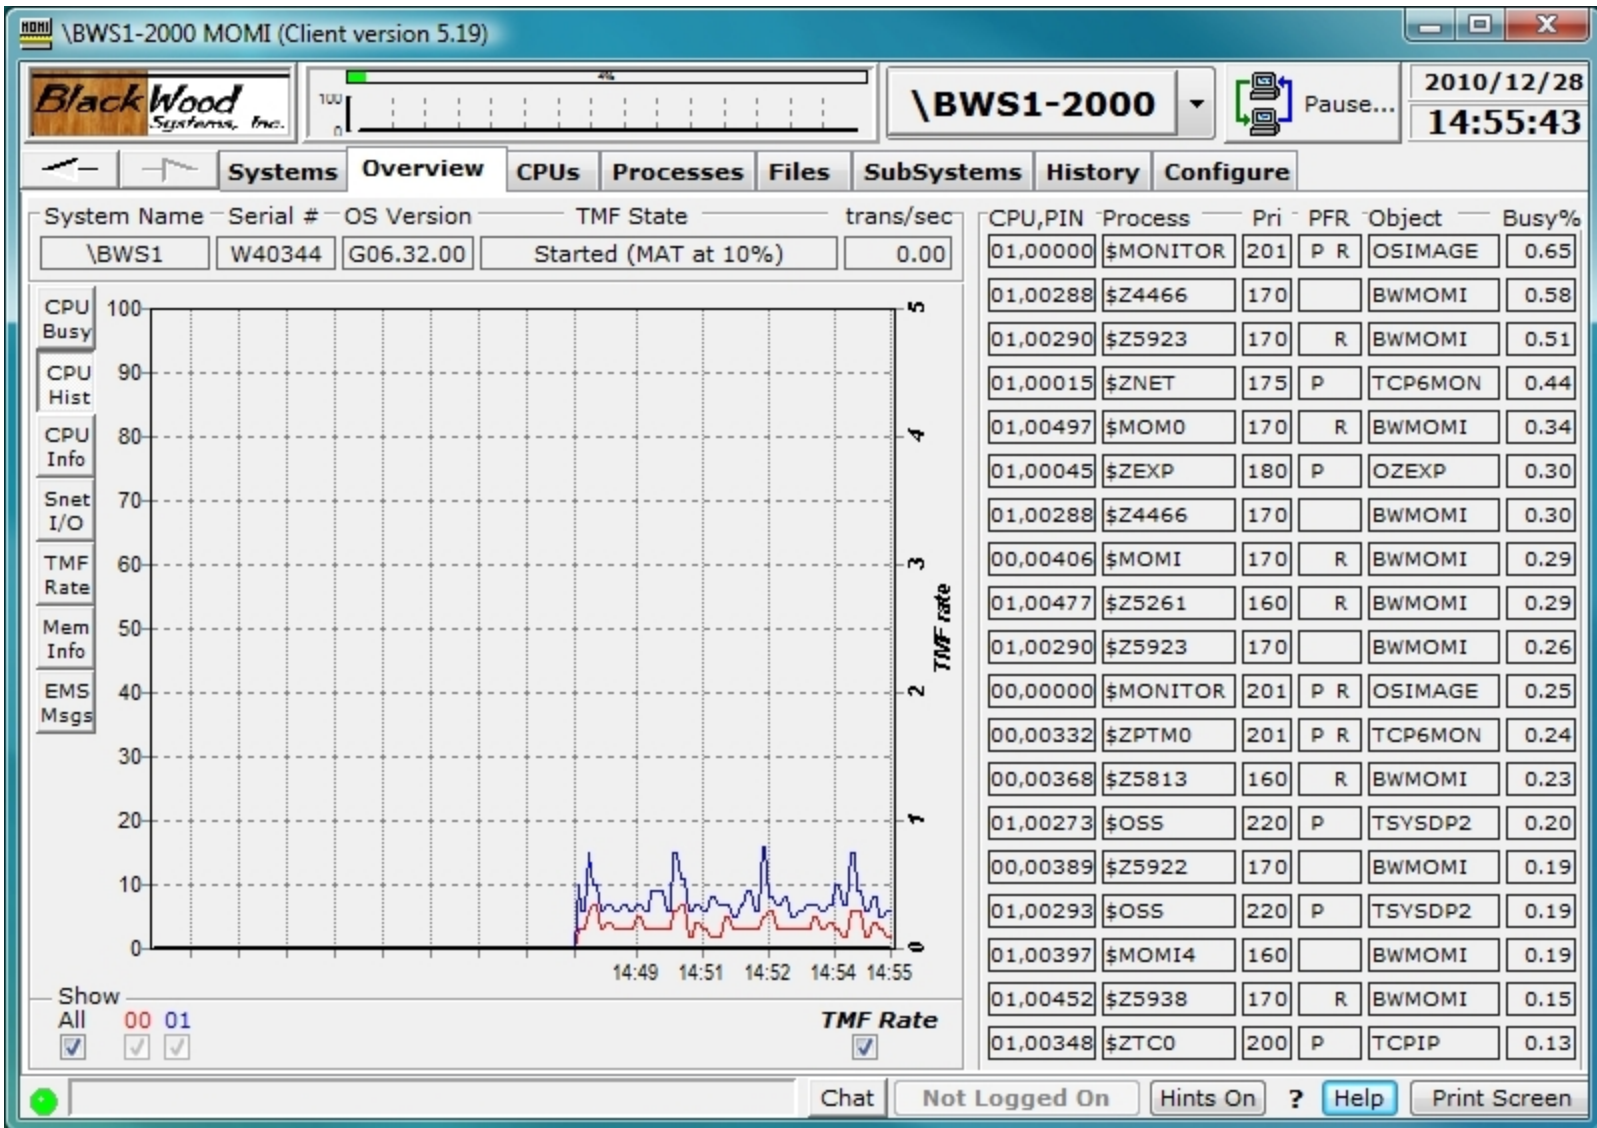 MOMI \BWS1-2000 MOMI (Client version 5.19)
BlackWood Systems, Inc.
4%
100
0
\BWS1-2000
Pause...
2010/12/28
14:55:43
Systems Overview CPUs Processes Files SubSystems History Configure
System Name Serial # OS Version TMF State trans/sec
\BWS1 W40344 G06.32.00 Started (MAT at 10%) 0.00
CPU Busy
CPU Hist
CPU Info
Snet I/O
TMF Rate
Mem Info
EMS Msgs
100
90
80
70
60
50
40
30
20
10
0
5
4
3
2
1
0
TMF rate
14:49 14:51 14:52 14:54 14:55
Show
All 00 01
TMF Rate
CPU,PIN Process Pri PFR Object Busy%
01,00000 $MONITOR 201 P R OSIMAGE 0.65
01,00288 $Z4466 170 BWMOMI 0.58
01,00290 $Z5923 170 R BWMOMI 0.51
01,00015 $ZNET 175 P TCP6MON 0.44
01,00497 $MOM0 170 R BWMOMI 0.34
01,00045 $ZEXP 180 P OZEXP 0.30
01,00288 $Z4466 170 BWMOMI 0.30
00,00406 $MOMI 170 R BWMOMI 0.29
01,00477 $Z5261 160 R BWMOMI 0.29
01,00290 $Z5923 170 BWMOMI 0.26
00,00000 $MONITOR 201 P R OSIMAGE 0.25
00,00332 $ZPTM0 201 P R TCP6MON 0.24
00,00368 $Z5813 160 R BWMOMI 0.23
01,00273 $OSS 220 P TSYSDP2 0.20
00,00389 $Z5922 170 BWMOMI 0.19
01,00293 $OSS 220 P TSYSDP2 0.19
01,00397 $MOMI4 160 BWMOMI 0.19
01,00452 $Z5938 170 R BWMOMI 0.15
01,00348 $ZTC0 200 P TCPIP 0.13
Chat Not Logged On Hints On ? Help Print Screen